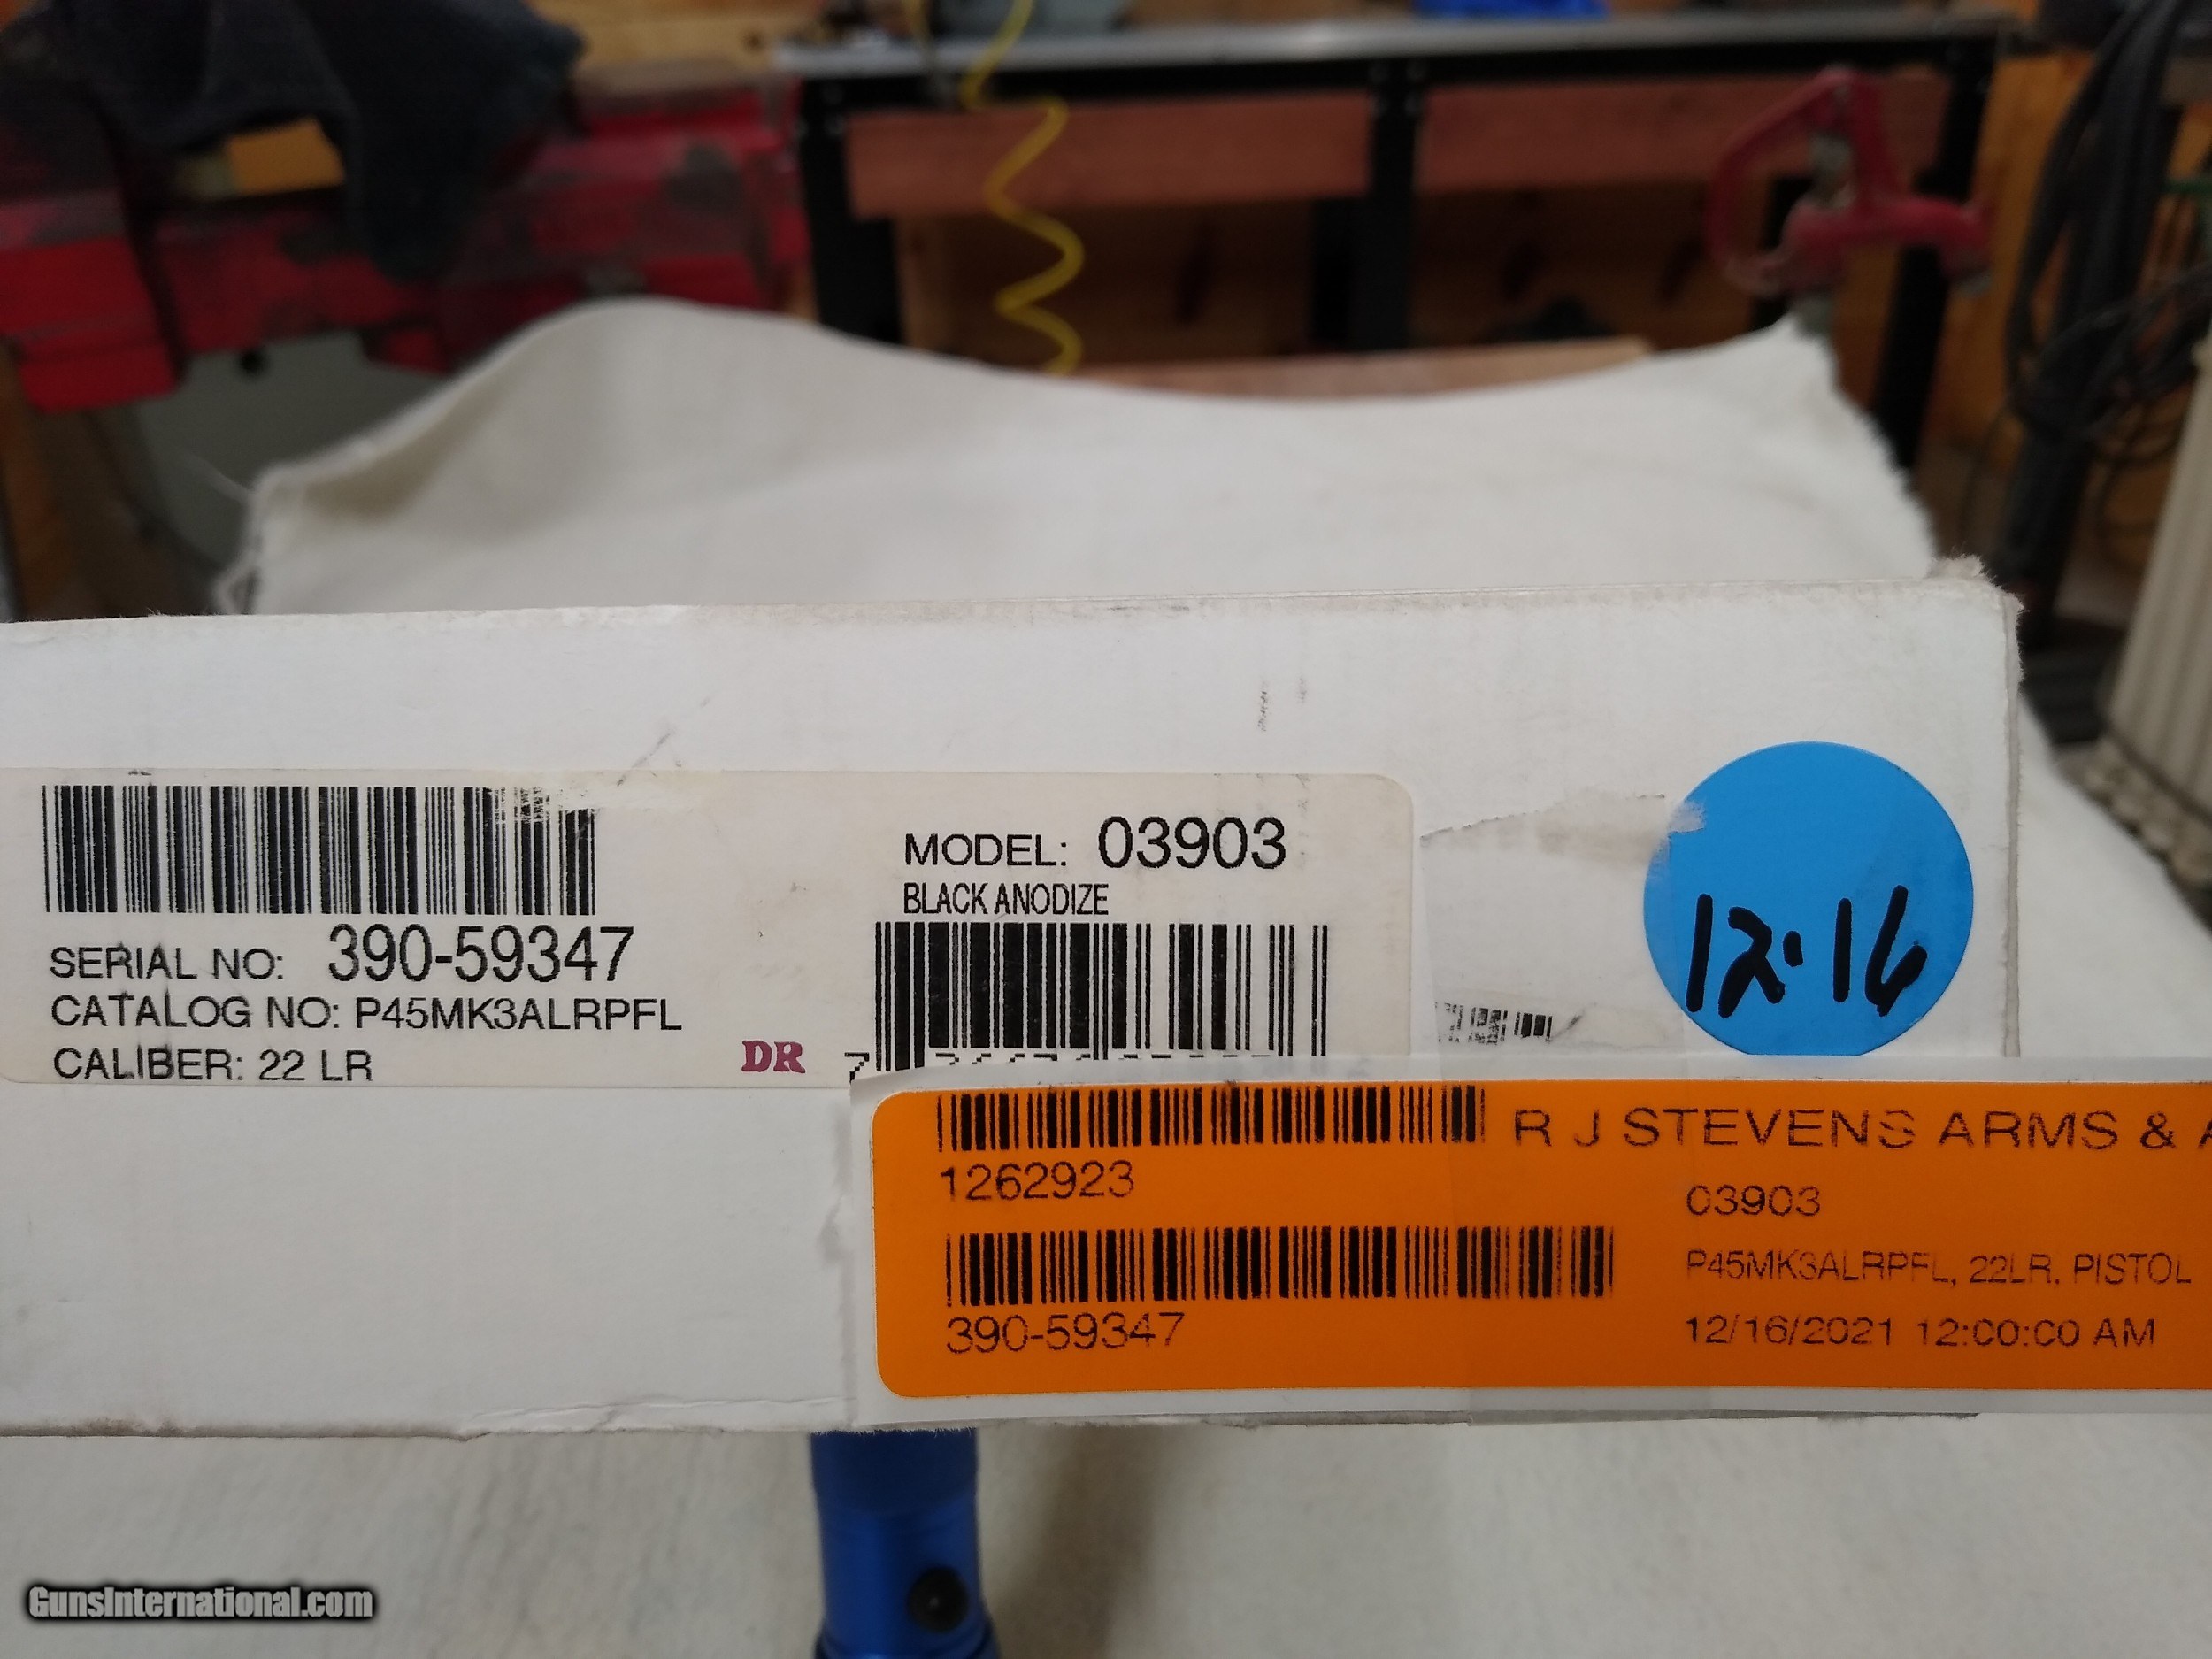 SERIAL NO: 390-59347
CATALOG NO: P45MK3ALRPFL
CALIBER: 22 LR
DR
MODEL: 03903
BLACK ANODIZE
12.16
R J STEVENS ARMS &
1262923
03903
P45MK3ALRPFL, 22LR, PISTOL
390-59347
12/16/2021 12:00:00 AM
GunsInternational.com